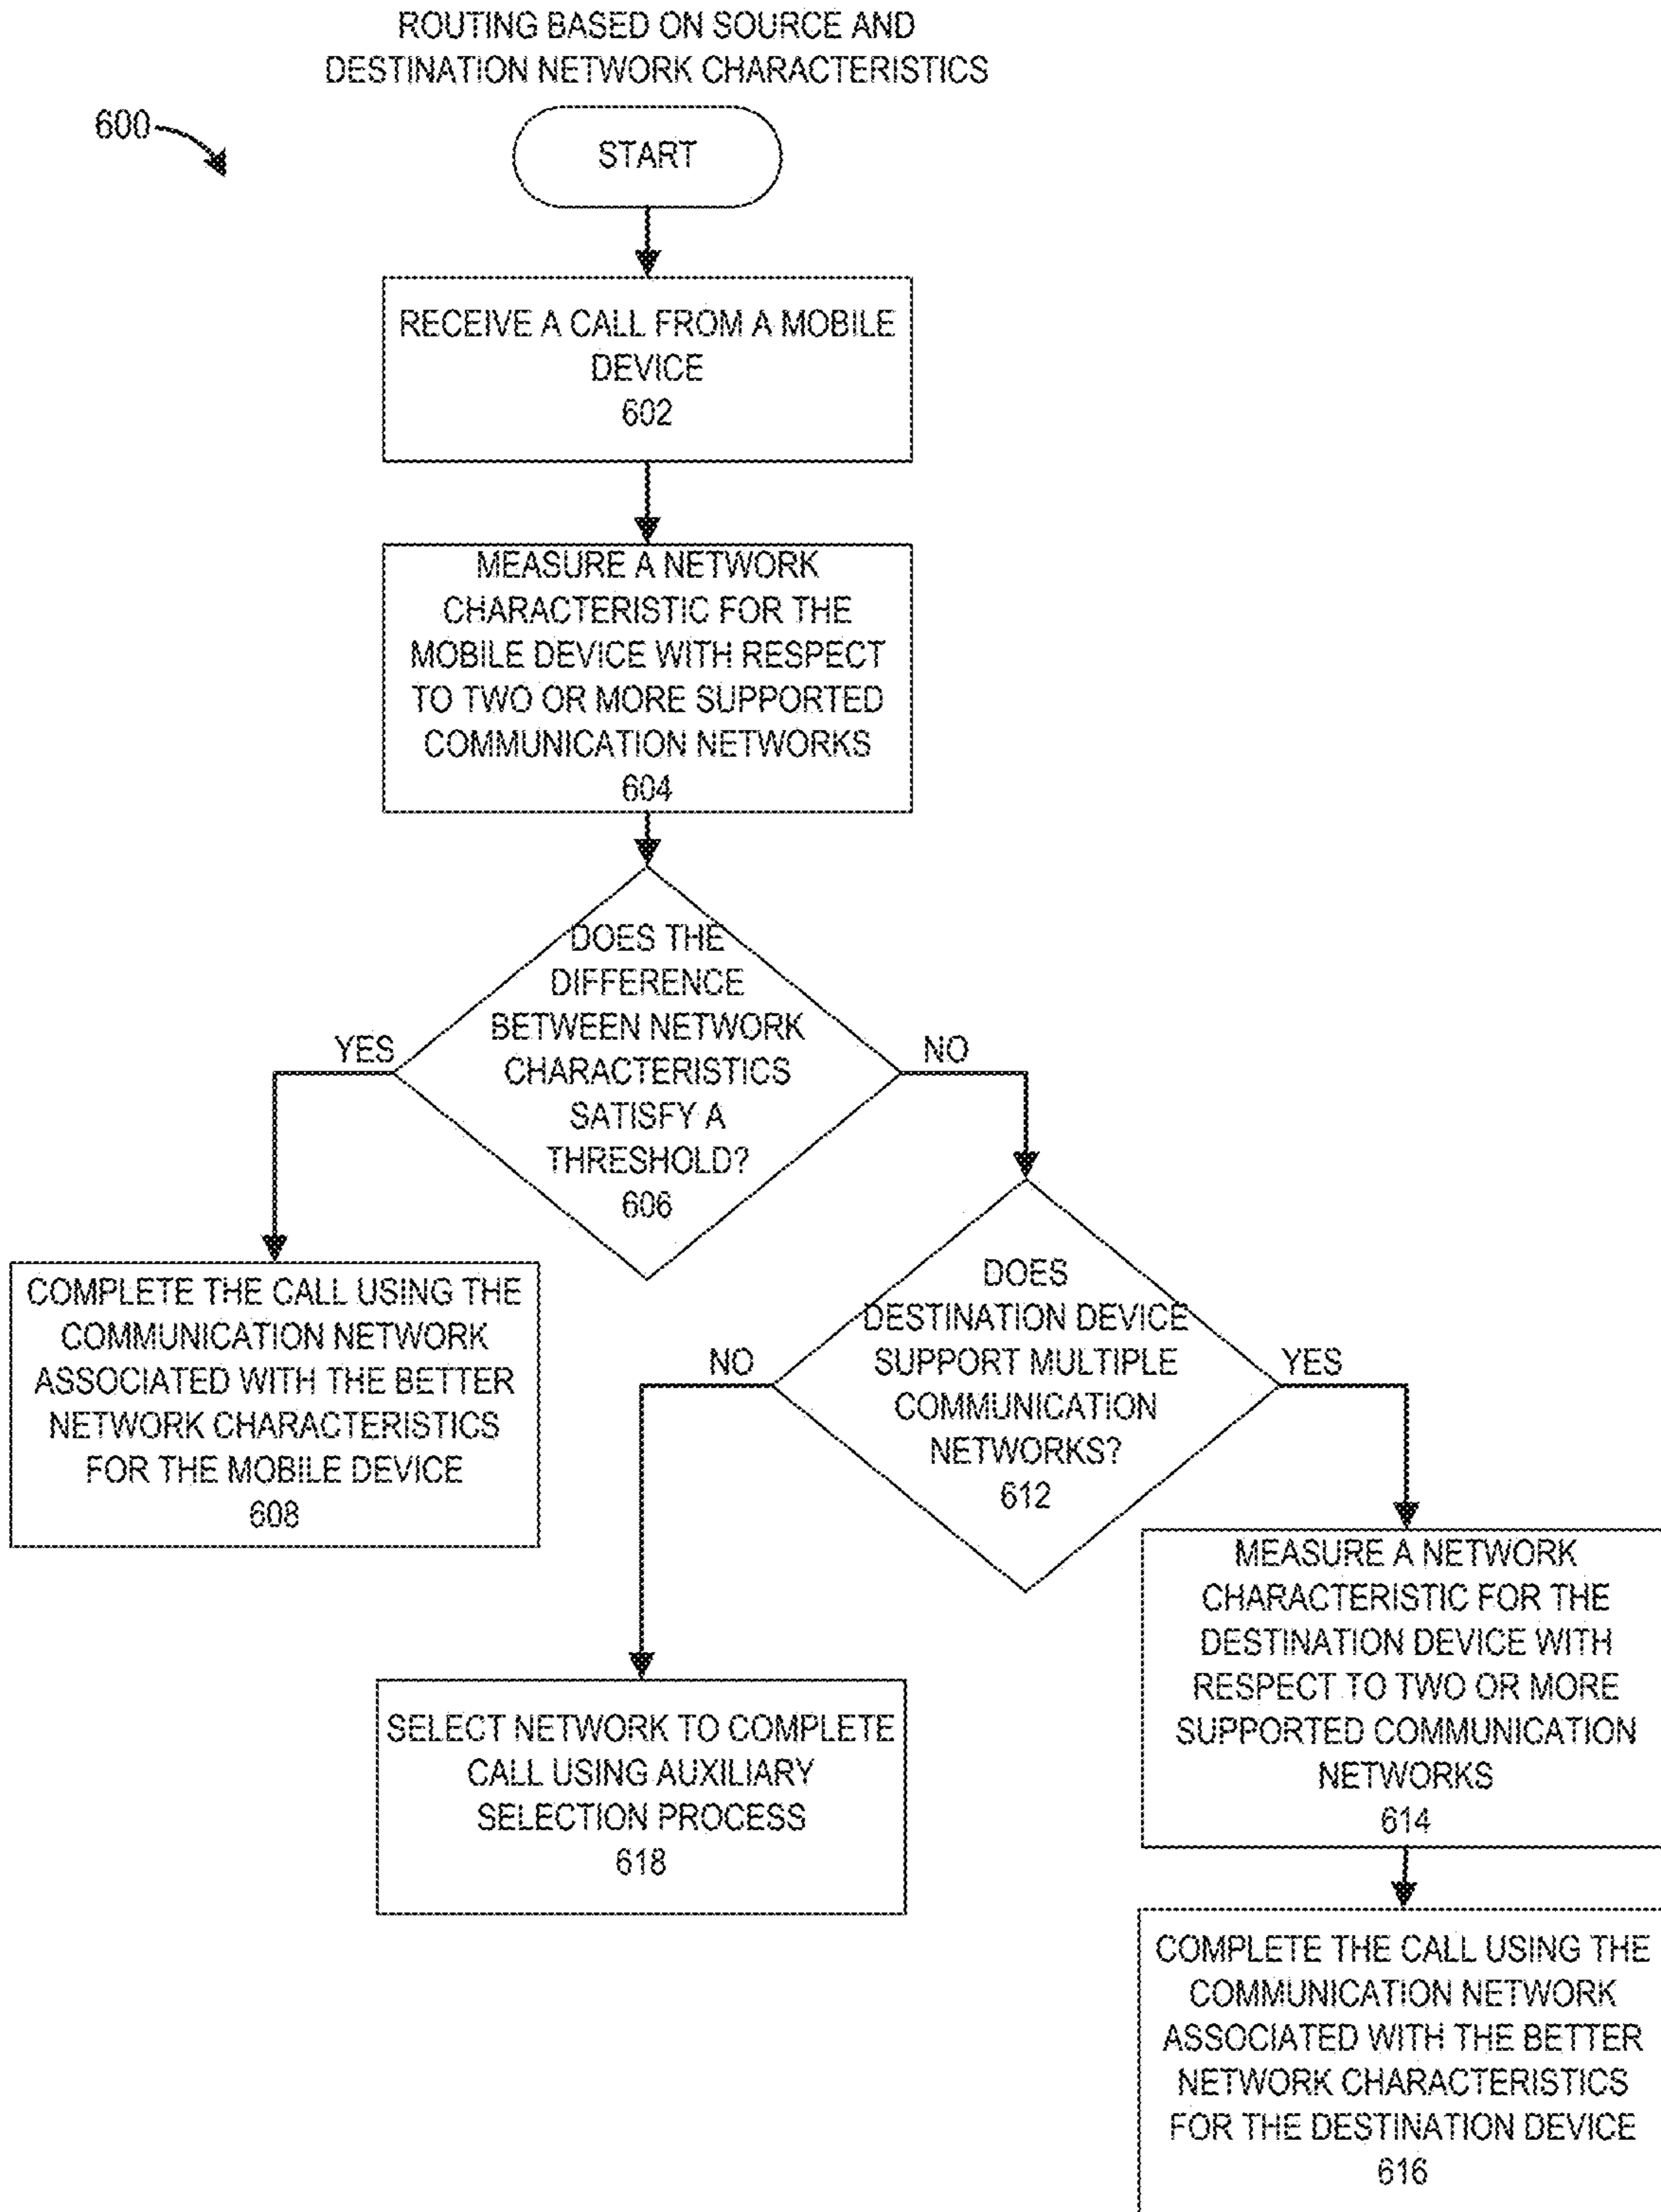 ROUTING BASED ON SOURCE AND
DESTINATION NETWORK CHARACTERISTICS
600
START
RECEIVE A CALL FROM A MOBILE
DEVICE
602
MEASURE A NETWORK
CHARACTERISTIC FOR THE
MOBILE DEVICE WITH RESPECT
TO TWO OR MORE SUPPORTED
COMMUNICATION NETWORKS
604
DOES THE
DIFFERENCE
BETWEEN NETWORK
CHARACTERISTICS
SATISFY A
THRESHOLD?
606
YES
NO
COMPLETE THE CALL USING THE
COMMUNICATION NETWORK
ASSOCIATED WITH THE BETTER
NETWORK CHARACTERISTICS
FOR THE MOBILE DEVICE
608
DOES
DESTINATION DEVICE
SUPPORT MULTIPLE
COMMUNICATION
NETWORKS?
612
NO
YES
SELECT NETWORK TO COMPLETE
CALL USING AUXILIARY
SELECTION PROCESS
618
MEASURE A NETWORK
CHARACTERISTIC FOR THE
DESTINATION DEVICE WITH
RESPECT TO TWO OR MORE
SUPPORTED COMMUNICATION
NETWORKS
614
COMPLETE THE CALL USING THE
COMMUNICATION NETWORK
ASSOCIATED WITH THE BETTER
NETWORK CHARACTERISTICS
FOR THE DESTINATION DEVICE
616